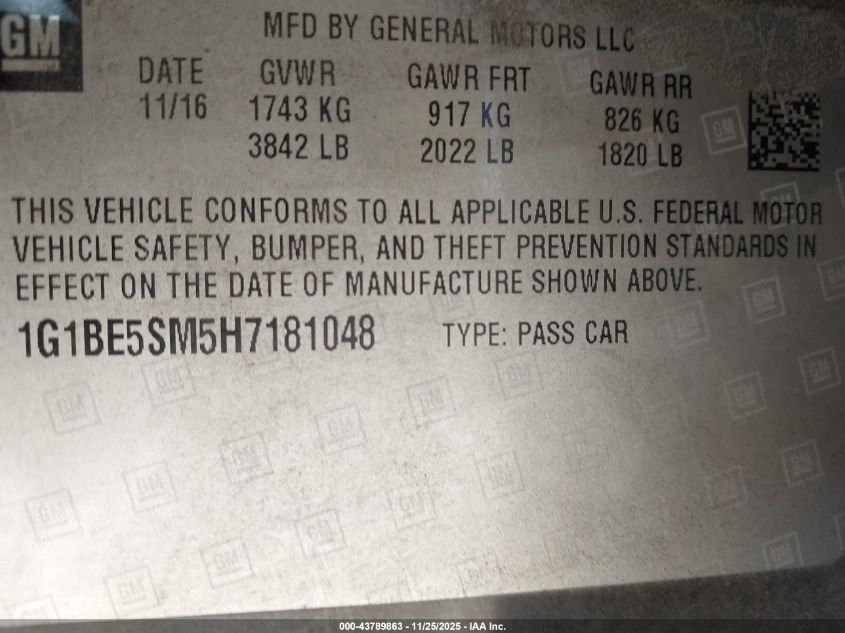 GM
MFD BY GENERAL MOTORS LLC
DATE GVWR GAWR FRT GAWR RR
11/16 1743 KG 917 KG 826 KG
3842 LB 2022 LB 1820 LB
THIS VEHICLE CONFORMS TO ALL APPLICABLE U.S. FEDERAL MOTOR
VEHICLE SAFETY, BUMPER, AND THEFT PREVENTION STANDARDS IN
EFFECT ON THE DATE OF MANUFACTURE SHOWN ABOVE.
1G1BE5SM5H7181048 TYPE: PASS CAR
000-43789863 - 11/25/2025 - IAA Inc.